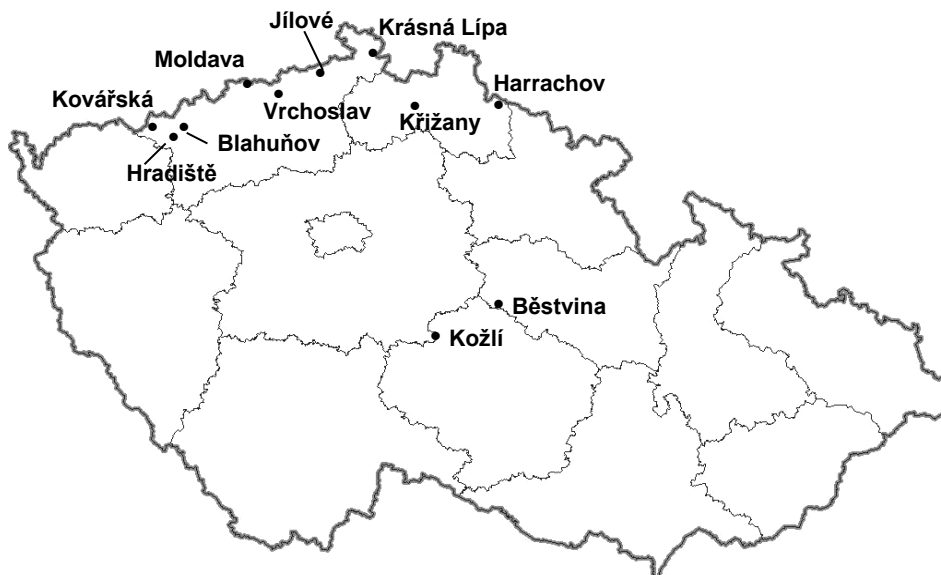 Jílové
Krásná Lípa
Moldava
Harrachov
Kovářská
Vrchoslav
Křižany
Blahuňov
Hradiště
Běstvina
Kožlí